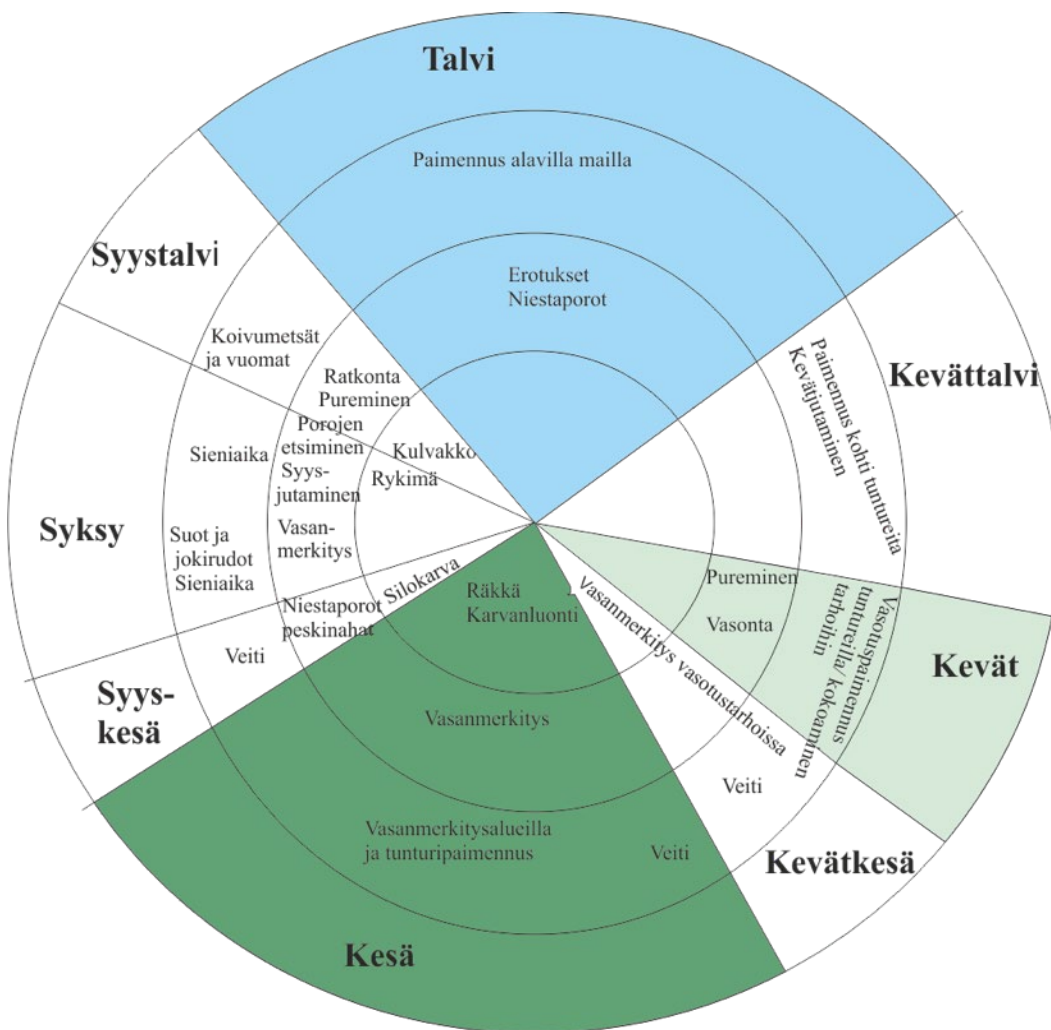 Talvi
Paimennus alavilla mailla
Erotukset
Niestaporot
Kevättalvi
Paimennus kohti tuntureita
Kevätjutaminen
Kevät
Pureminen
Vasonta
Vasotuspaimennus
tuntureilla/ kokoaminen
tarhoihin
Kevätkesä
Vasanmerkitys vasotustarhoissa
Veiti
Kesä
Räkkä
Karvanluonti
Vasanmerkitys
Vasanmerkitysalueilla
ja tunturipaimennus
Veiti
Syys-
kesä
Silokarva
Niestaporot
peskinahat
Veiti
Syksy
Sieniaika
Suot ja
jokirudot
Sieniaika
Porojen
etsiminen
Syys-
jutaminen
Vasan-
merkitys
Rykimä
Syystalvi
Koivumetsät
ja vuomat
Ratkonta
Pureminen
Kulvakko